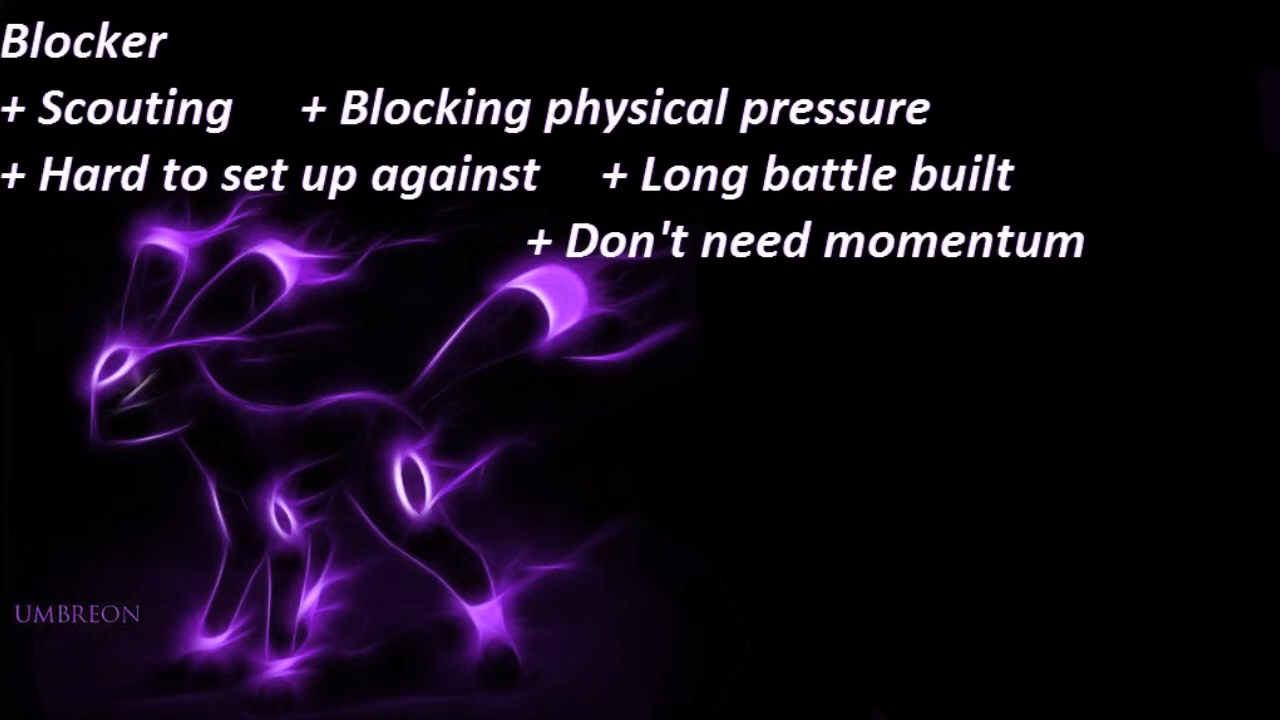 Blocker
+ Scouting + Blocking physical pressure
+ Hard to set up against + Long battle built
+ Don't need momentum
UMBREON